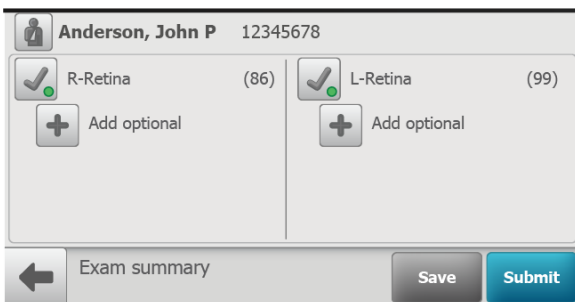 Anderson, John P 12345678
R-Retina (86)
Add optional
L-Retina (99)
Add optional
Exam summary
Save
Submit